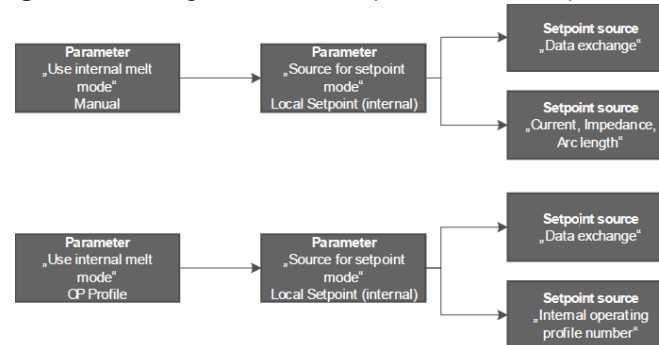 Parameter
„Use internal melt
mode“
Manual
Parameter
„Source for setpoint
mode“
Local Setpoint (internal)
Setpoint source
„Data exchange“
Setpoint source
„Current, Impedance,
Arc length“
Parameter
„Use internal melt
mode“
OP Profile
Parameter
„Source for setpoint
mode“
Local Setpoint (internal)
Setpoint source
„Data exchange“
Setpoint source
„Internal operating
profile number“